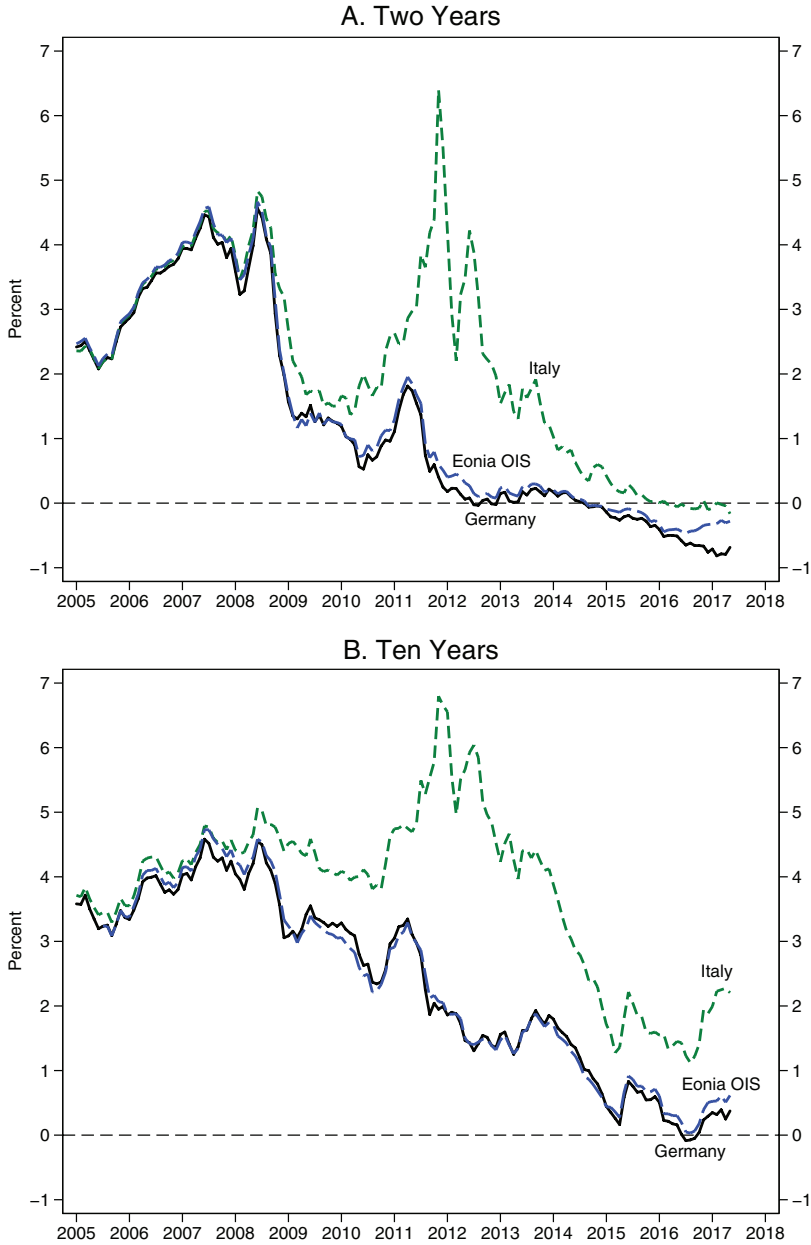 A. Two Years
7 7
6 6
5 5
4 4
3 3
2 2
1 1
0 0
−1 −1
Percent
Italy
Eonia OIS
Germany
2005 2006 2007 2008 2009 2010 2011 2012 2013 2014 2015 2016 2017 2018
B. Ten Years
7 7
6 6
5 5
4 4
3 3
2 2
1 1
0 0
−1 −1
Percent
Italy
Eonia OIS
Germany
2005 2006 2007 2008 2009 2010 2011 2012 2013 2014 2015 2016 2017 2018